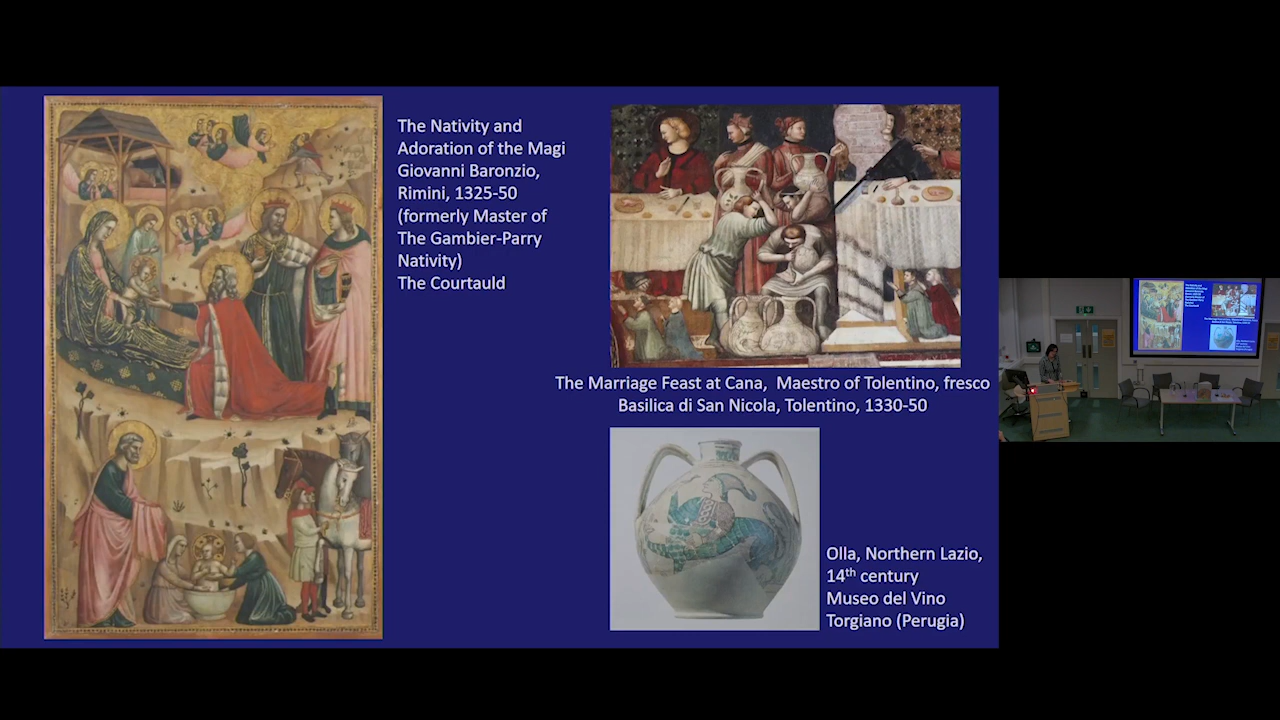 The Nativity and
Adoration of the Magi
Giovanni Baronzio,
Rimini, 1325-50
(formerly Master of
The Gambier-Parry
Nativity)
The Courtauld
The Marriage Feast at Cana, Maestro of Tolentino, fresco
Basilica di San Nicola, Tolentino, 1330-50
Olla, Northern Lazio,
14th century
Museo del Vino
Torgiano (Perugia)